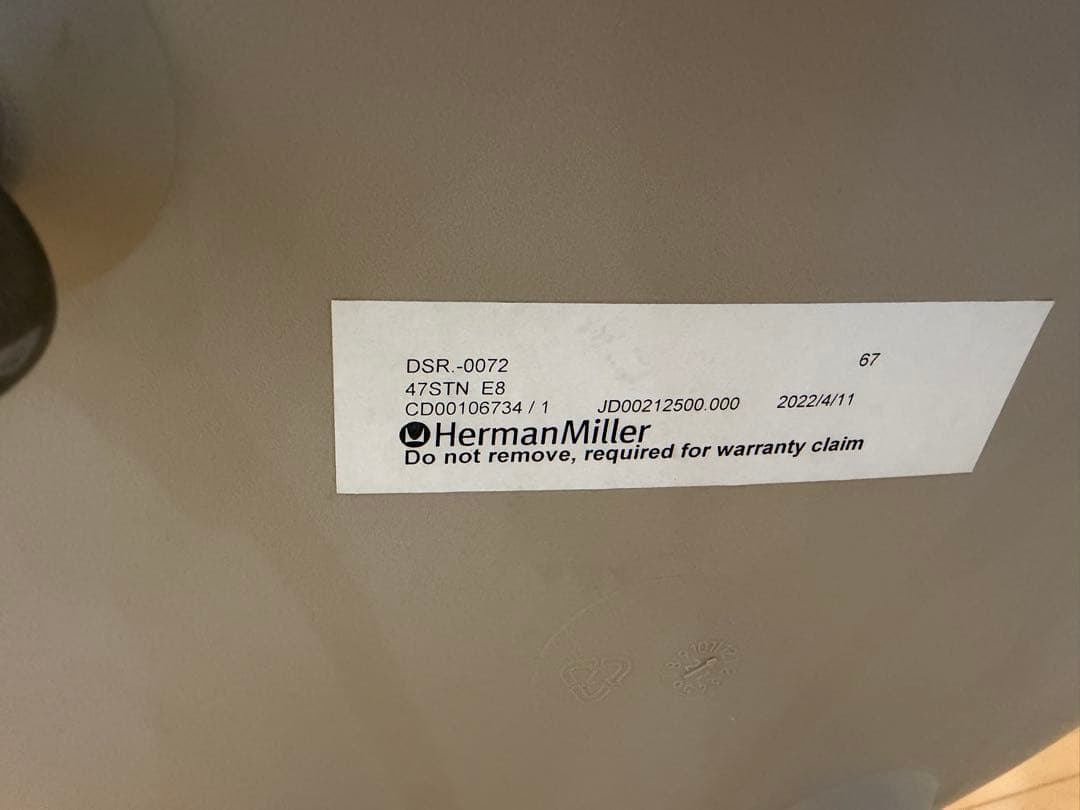 DSR.-0072 67
47STN E8
CD00106734 / 1 JD00212500.000 2022/4/11
HermanMiller
Do not remove, required for warranty claim